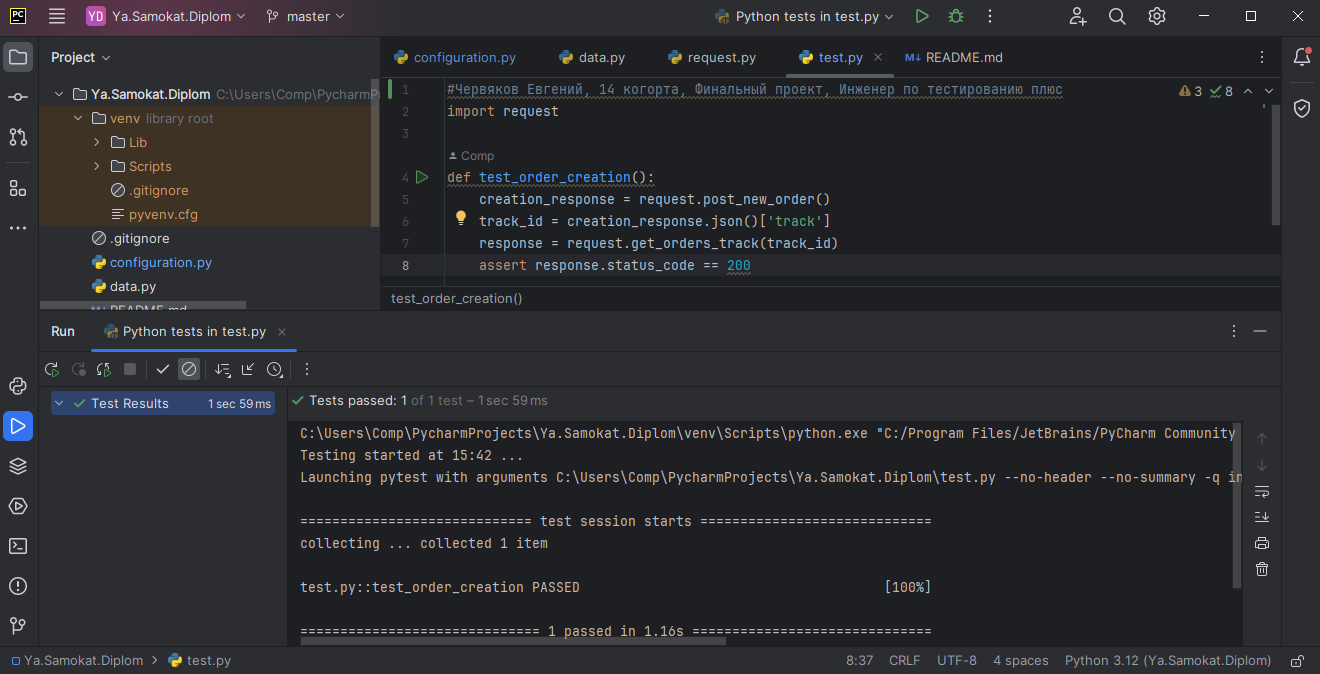 PC YD Ya.Samokat.Diplom master Python tests in test.py
Project
configuration.py data.py request.py test.py M↓ README.md
Ya.Samokat.Diplom C:\Users\Comp\PycharmP
venv library root
Lib
Scripts
.gitignore
pyvenv.cfg
.gitignore
configuration.py
data.py
README.md
1 #Червяков Евгений, 14 когорта, Финальный проект, Инженер по тестированию плюс 3 8
2 import request
3
Comp
4 def test_order_creation():
5 creation_response = request.post_new_order()
6 track_id = creation_response.json()['track']
7 response = request.get_orders_track(track_id)
8 assert response.status_code == 200
test_order_creation()
Run Python tests in test.py
Test Results 1 sec 59 ms
Tests passed: 1 of 1 test – 1 sec 59 ms
C:\Users\Comp\PycharmProjects\Ya.Samokat.Diplom\venv\Scripts\python.exe "C:/Program Files/JetBrains/PyCharm Community
Testing started at 15:42 ...
Launching pytest with arguments C:\Users\Comp\PycharmProjects\Ya.Samokat.Diplom\test.py --no-header --no-summary -q in
============================= test session starts =============================
collecting ... collected 1 item
test.py::test_order_creation PASSED [100%]
============================== 1 passed in 1.16s ==============================
Ya.Samokat.Diplom test.py 8:37 CRLF UTF-8 4 spaces Python 3.12 (Ya.Samokat.Diplom)